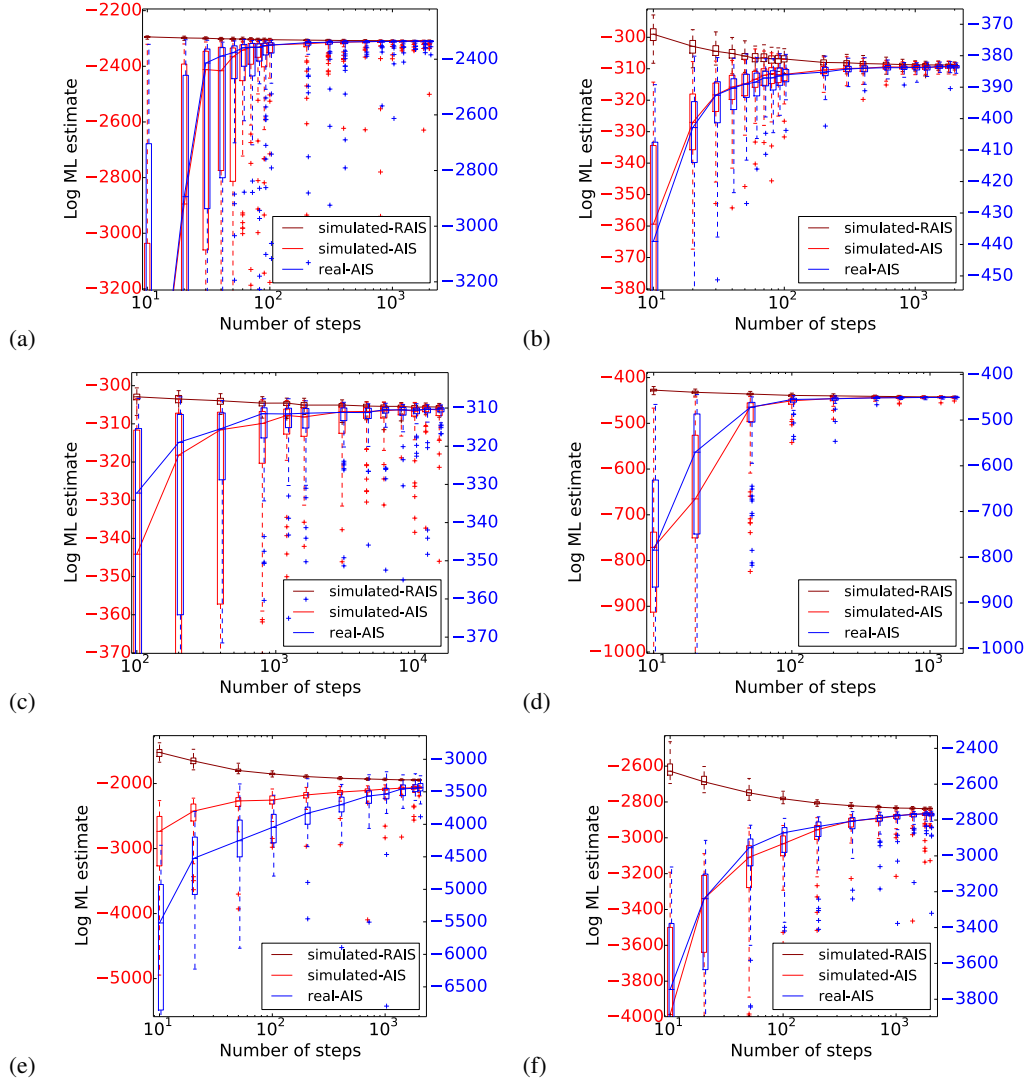 −2200
−2300
−2400
−2600
−2800
−3000
−3200
Log ML estimate
−2400
−2600
−2800
−3000
−3200
simulated-RAIS
simulated-AIS
real-AIS
10^1
10^2
10^3
Number of steps
(a)
−300
−310
−320
−330
−340
−350
−360
−370
−380
Log ML estimate
−370
−380
−390
−400
−410
−420
−430
−440
−450
simulated-RAIS
simulated-AIS
real-AIS
10^1
10^2
10^3
Number of steps
(b)
−300
−310
−320
−330
−340
−350
−360
−370
Log ML estimate
−310
−320
−330
−340
−350
−360
−370
simulated-RAIS
simulated-AIS
real-AIS
10^2
10^3
10^4
Number of steps
(c)
−400
−500
−600
−700
−800
−900
−1000
Log ML estimate
−400
−500
−600
−700
−800
−900
−1000
simulated-RAIS
simulated-AIS
real-AIS
10^1
10^2
10^3
Number of steps
(d)
−2000
−3000
−4000
−5000
Log ML estimate
−3000
−3500
−4000
−4500
−5000
−5500
−6000
−6500
simulated-RAIS
simulated-AIS
real-AIS
10^1
10^2
10^3
Number of steps
(e)
−2600
−2800
−3000
−3200
−3400
−3600
−3800
−4000
Log ML estimate
−2400
−2600
−2800
−3000
−3200
−3400
−3600
−3800
simulated-RAIS
simulated-AIS
real-AIS
10^1
10^2
10^3
Number of steps
(f)